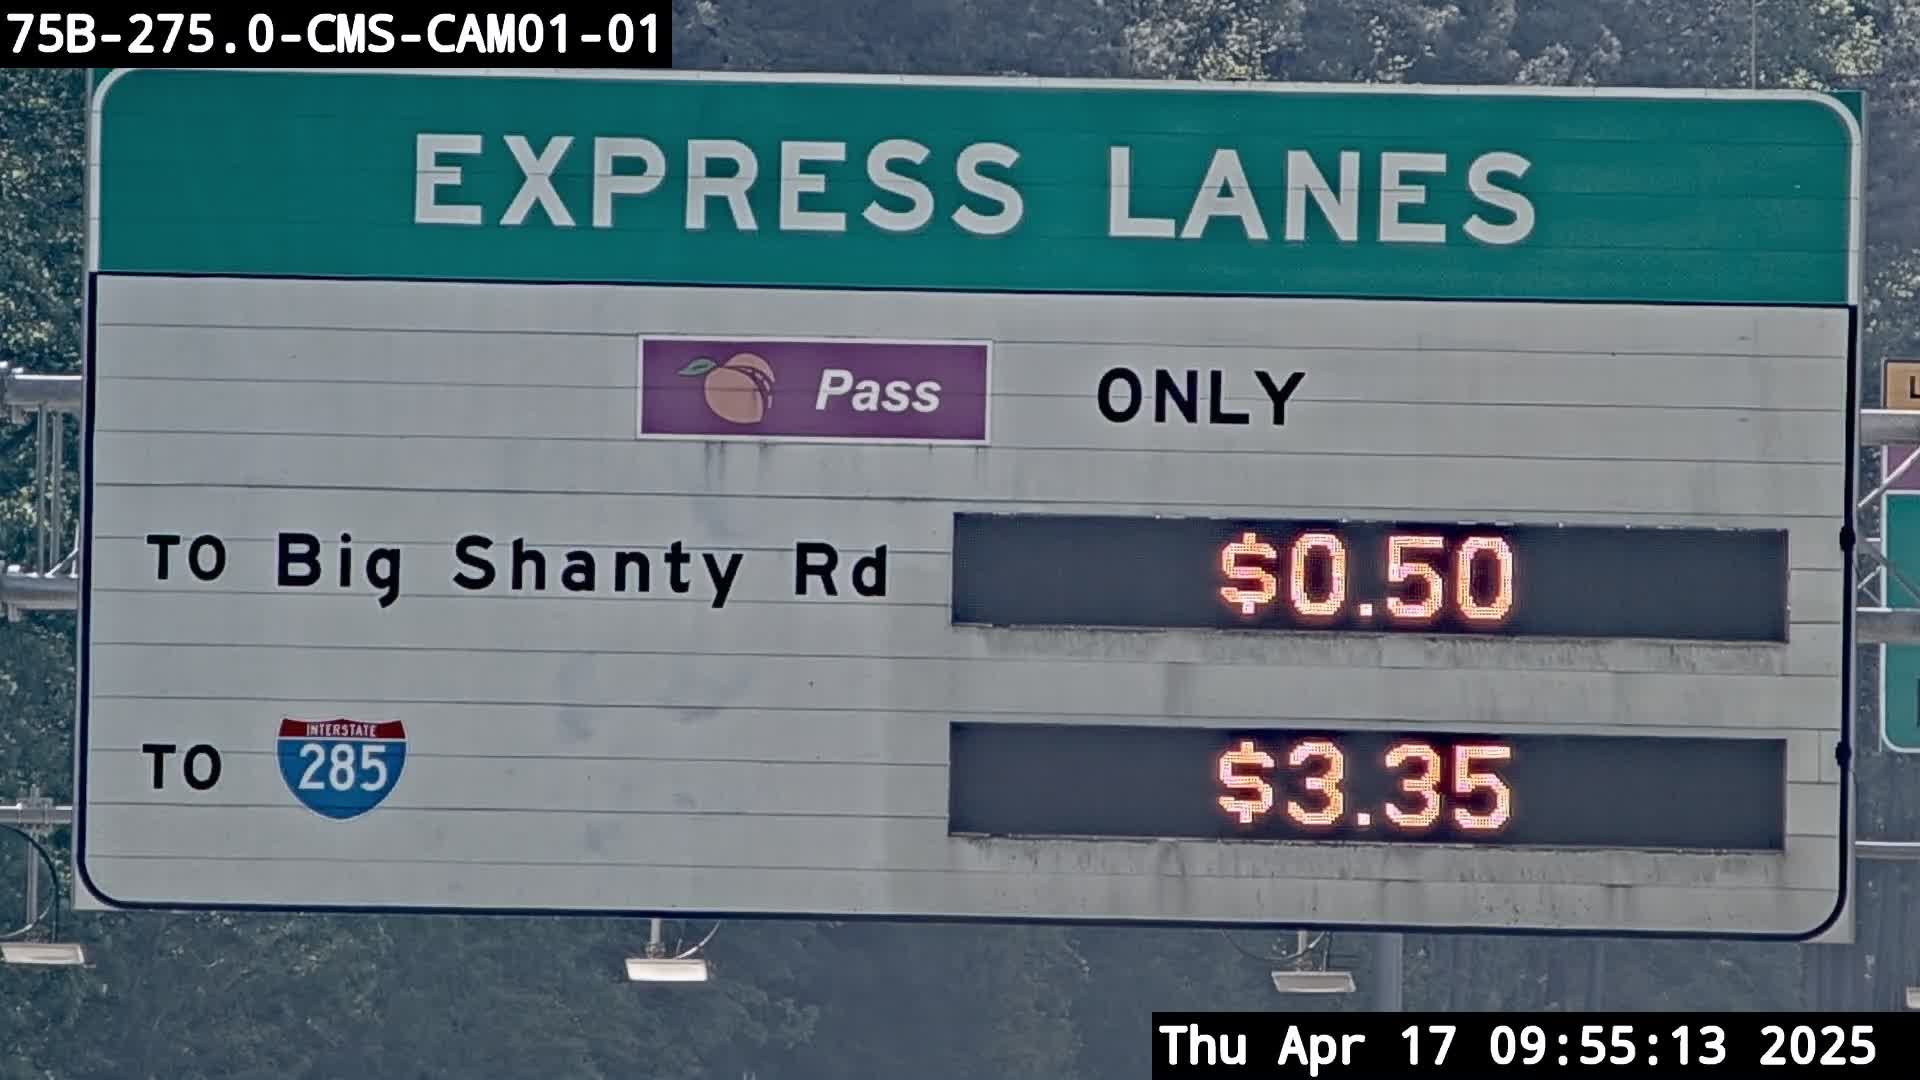 75B-275.0-CMS-CAM01-01
EXPRESS LANES
Pass ONLY
TO Big Shanty Rd $0.50
INTERSTATE
TO 285 $3.35
Thu Apr 17 09:55:13 2025